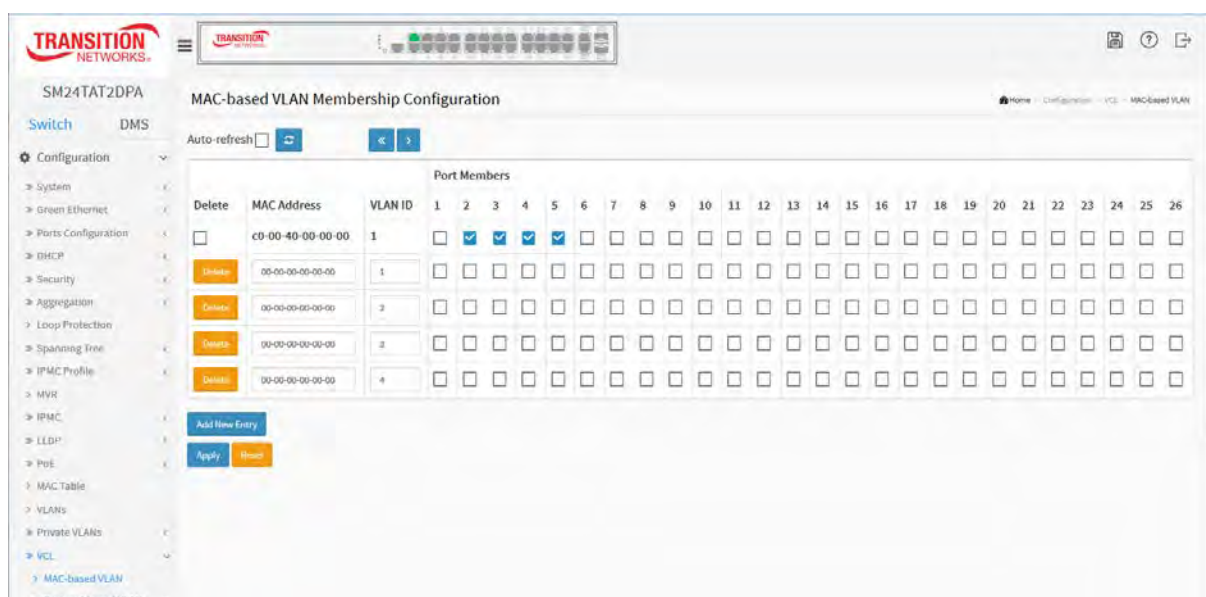 TRANSITION
NETWORKS®
TRANSITION
SM24TAT2DPA
Switch DMS
Configuration
System
Green Ethernet
Ports Configuration
DHCP
Security
Aggregation
Loop Protection
Spanning Tree
IPMC Profile
MVR
IPMC
LLDP
PoE
MAC Table
VLANs
Private VLANs
VCL
MAC-based VLAN
MAC-based VLAN Membership Configuration
Home Configuration VCL MAC-based VLAN
Auto-refresh
Port Members
Delete MAC Address VLAN ID 1 2 3 4 5 6 7 8 9 10 11 12 13 14 15 16 17 18 19 20 21 22 23 24 25 26
c0-00-40-00-00-00 1
Delete 00-00-00-00-00-00 1
Delete 00-00-00-00-00-00 2
Delete 00-00-00-00-00-00
Delete 00-00-00-00-00-00 4
Add New Entry
Apply Reset